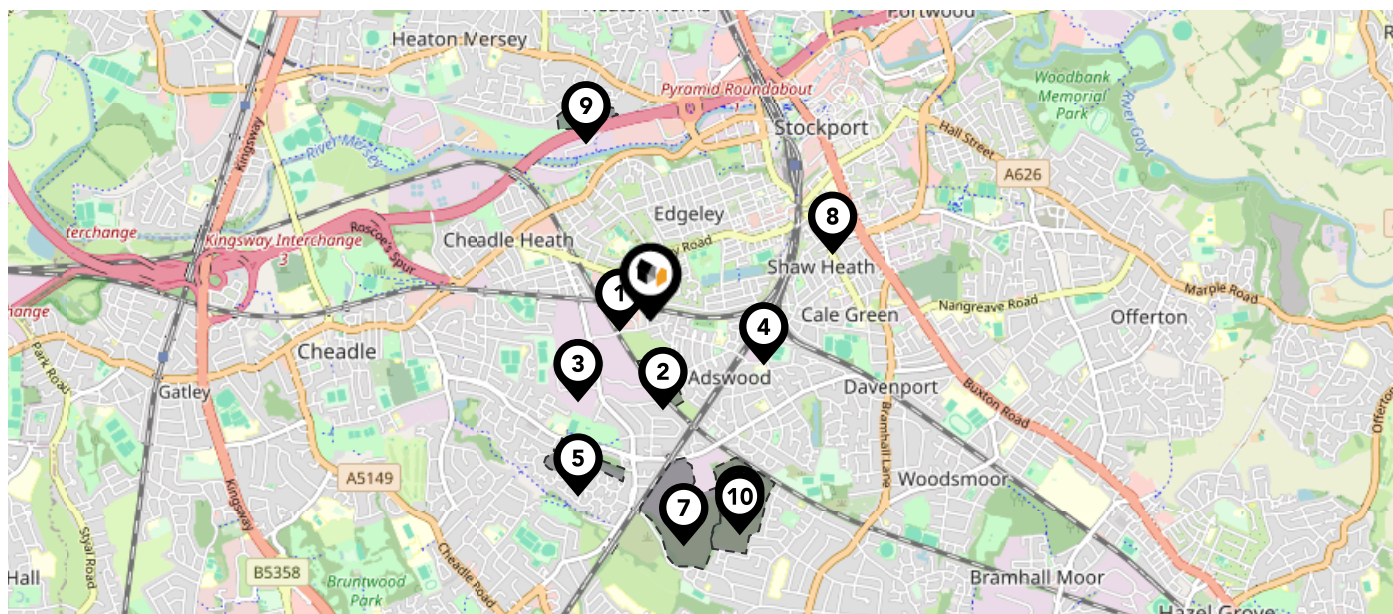 Portwood
Heaton Mersey
Woodbank
Memorial
Park
Pyramid Roundabout
1
9
River Goyt
Stockport
Hall Street
Kingsway
River Mersey
A626
Edgeley
8
terchange
Kingsway Interchange
3
Roscoe's Spur
Cheadle Heath
Road
Shaw Heath
1
Marple Road
Nangreave Road
hange
Cale Green
Offerton
4
Cheadle
Park Road
3
2
Adswood
Davenport
Gatley
Buxton Road
Offerton
Bramhall Lane
5
A5149
Woodsmoor
10
7
Kingsway
Styal Road
Cheadle Road
B5358
Hall
Bruntwood
Park
Bramhall Moor
Hazel Grove